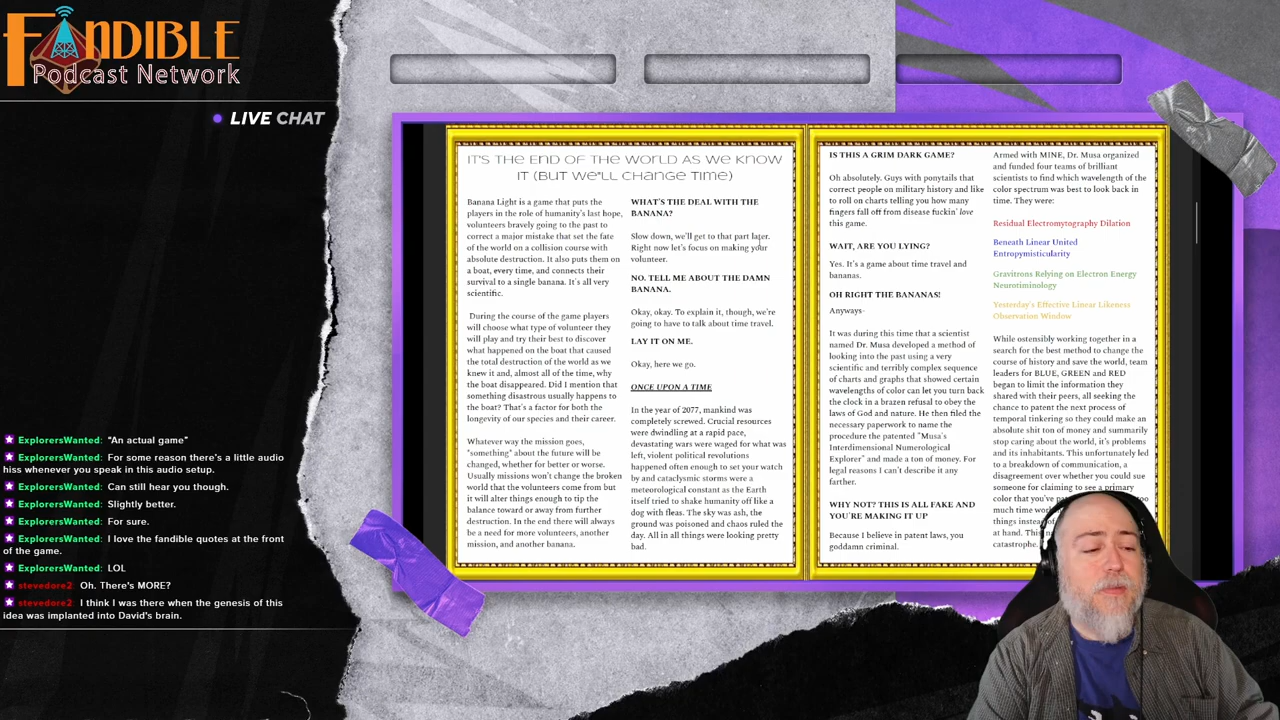 FANDIBLE
Podcast Network
LIVE CHAT
ExplorersWanted: "An actual game"
ExplorersWanted: For some reason there's a little audio
hiss whenever you speak in this audio setup.
ExplorersWanted: Can still hear you though.
ExplorersWanted: Slightly better.
ExplorersWanted: For sure.
ExplorersWanted: I love the fandible quotes at the front
of the game.
ExplorersWanted: LOL
stevedore2: Oh. There's MORE?
stevedore2: I think I was there when the genesis of this
idea was implanted into David's brain.
IT'S THE END OF THE WORLD AS WE KNOW
IT (BUT WE'LL CHANGE TIME)
Banana Light is a game that puts the
players in the role of humanity's last hope,
volunteers bravely going to the past to
correct a major mistake that set the fate
of the world on a collision course with
absolute destruction. It also puts them on
a boat, every time, and connects their
survival to a single banana. It's all very
scientific.
During the course of the game players
will choose what type of volunteer they
will play and try their best to discover
what happened on the boat that caused
the total destruction of the world as we
knew it and, almost all of the time, why
the boat disappeared. Did I mention that
something disastrous usually happens to
the boat? That's a factor for both the
longevity of our species and their career.
Whatever way the mission goes,
"something" about the future will be
changed, whether for better or worse.
Usually missions won't change the broken
world the volunteers come from but
it will alter things enough to tip the
balance toward or away from further
destruction. In the end there will always
be a need for more volunteers, another
mission, and another banana.
WHAT'S THE DEAL WITH THE
BANANA?
Slow down, we'll get to that part later.
Right now let's focus on making your
volunteer.
NO. TELL ME ABOUT THE DAMN
BANANA.
Okay, okay. To explain it, though, we're
going to have to talk about time travel.
LAY IT ON ME.
Okay, here we go.
ONCE UPON A TIME
In the year of 2077, mankind was
completely screwed. Crucial resources
were dwindling at a rapid pace,
devastating wars were waged for what was
left, violent political revolutions
happened often enough to set your watch
by and cataclysmic storms were a
meteorological constant as the Earth
itself tried to shake humanity off like a
dog with fleas. The sky was ash, the
ground was poisoned and chaos ruled the
day. All in all things were looking pretty
bad.
IS THIS A GRIM DARK GAME?
Oh absolutely. Guys with ponytails that
correct people on military history and like
to roll on charts telling you how many
fingers fall off from disease fuckin' love
this game.
WAIT, ARE YOU LYING?
Yes. It's a game about time travel and
bananas.
OH RIGHT THE BANANAS!
Anyways-
It was during this time that a scientist
named Dr. Musa developed a method of
looking into the past using a very
scientific and terribly complex sequence
of charts and graphs that showed certain
wavelengths of color can let you turn back
the clock in a brazen refusal to obey the
laws of God and nature. He then filed the
necessary paperwork to name the
procedure the patented "Musa's
Interdimensional Numerological
Explorer" and made a ton of money. For
legal reasons I can't describe it any
farther.
WHY NOT? THIS IS ALL FAKE AND
YOU'RE MAKING IT UP
Because I believe in patent laws, you
goddamn criminal.
Armed with MINE, Dr. Musa organized
and funded four teams of brilliant
scientists to find which wavelength of the
color spectrum was best to look back in
time. They were:
Residual Electromytography Dilation
Beneath Linear United
Entropymisticularity
Gravitrons Relying on Electron Energy
Neurotiminology
Yesterday's Effective Linear Likeness
Observation Window
While ostensibly working together in a
search for the best method to change the
course of history and save the world, team
leaders for BLUE, GREEN and RED
began to limit the information they
shared with their peers, all seeking the
chance to patent the next process of
temporal tinkering so they could make an
absolute shit ton of money and summarily
stop caring about the world, it's problems
and its inhabitants. This unfortunately led
to a breakdown of communication, a
disagreement over whether you could sue
someone for claiming to see a primary
color that you've too
much time
things instead
at hand. This
catastrophe.